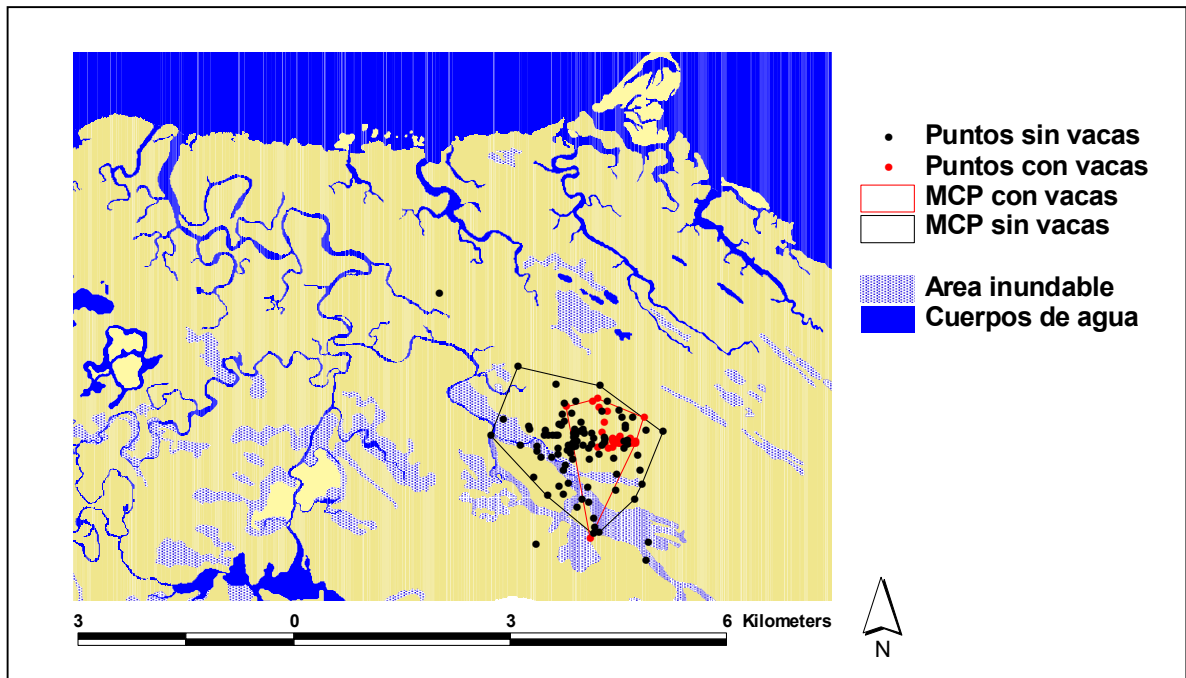 Puntos sin vacas
Puntos con vacas
MCP con vacas
MCP sin vacas
Area inundable
Cuerpos de agua
3 0 3 6 Kilometers
N